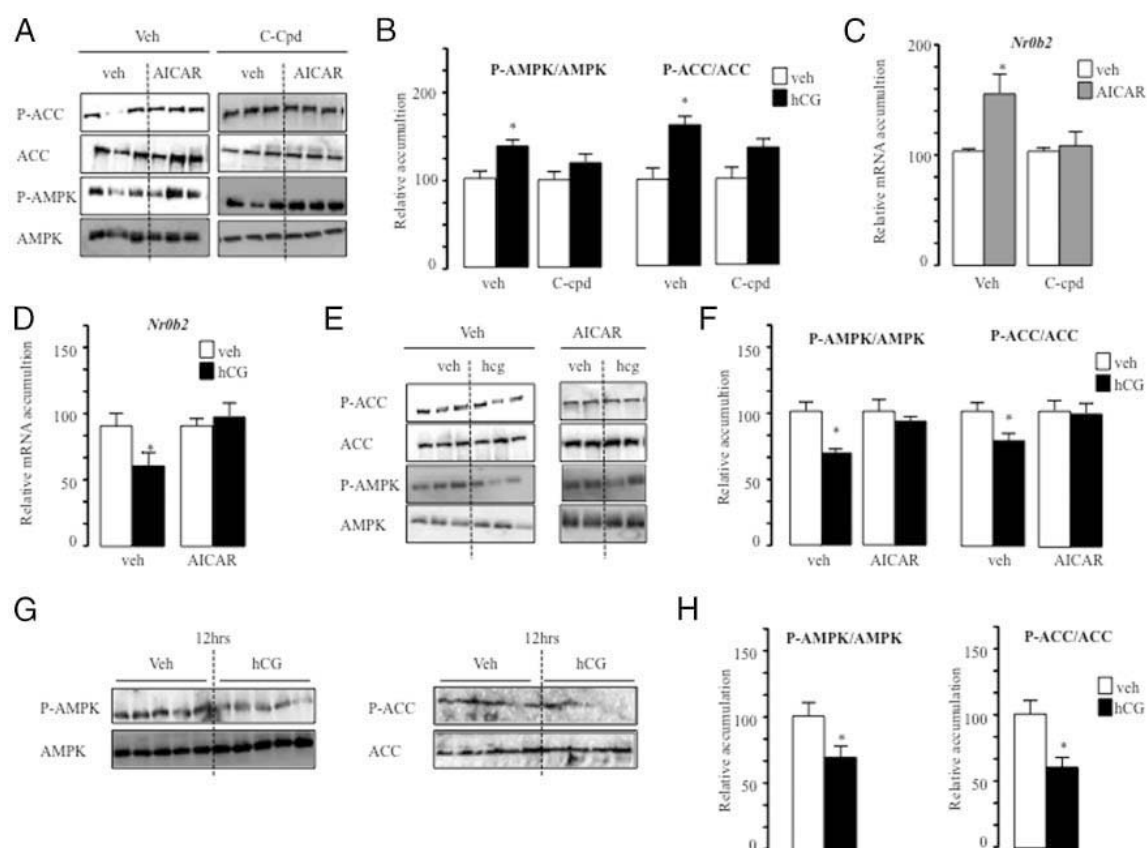 A
Veh C-Cpd
veh AICAR veh AICAR
P-ACC
ACC
P-AMPK
AMPK
B
P-AMPK/AMPK P-ACC/ACC
veh
hCG
Relative accumultion
200
100
0
veh C-cpd veh C-cpd
C
Nr0b2
veh
AICAR
Relative mRNA accumultion
200
100
0
Veh C-cpd
D
Nr0b2
veh
hCG
Relative mRNA accumultion
150
100
50
0
veh AICAR
E
Veh AICAR
veh hcg veh hcg
P-ACC
ACC
P-AMPK
AMPK
F
P-AMPK/AMPK P-ACC/ACC
veh
hCG
Relative accumultion
150
100
50
0
veh AICAR veh AICAR
G
12hrs 12hrs
Veh hCG Veh hCG
P-AMPK P-ACC
AMPK ACC
H
P-AMPK/AMPK P-ACC/ACC
veh
hCG
Relative accumulation Relative accumulation
150 150
100 100
50 50
0 0